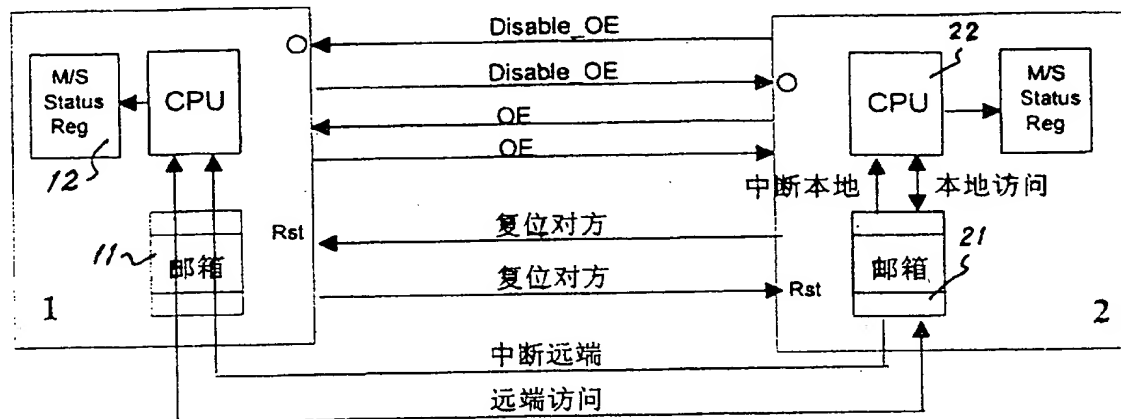 Disable_OE
Disable_OE
OE
OE
M/S
Status
Reg
CPU
12
22
CPU
M/S
Status
Reg
中断本地
本地访问
11
邮箱
Rst
复位对方
复位对方
Rst
21
邮箱
1
2
中断远端
远端访问